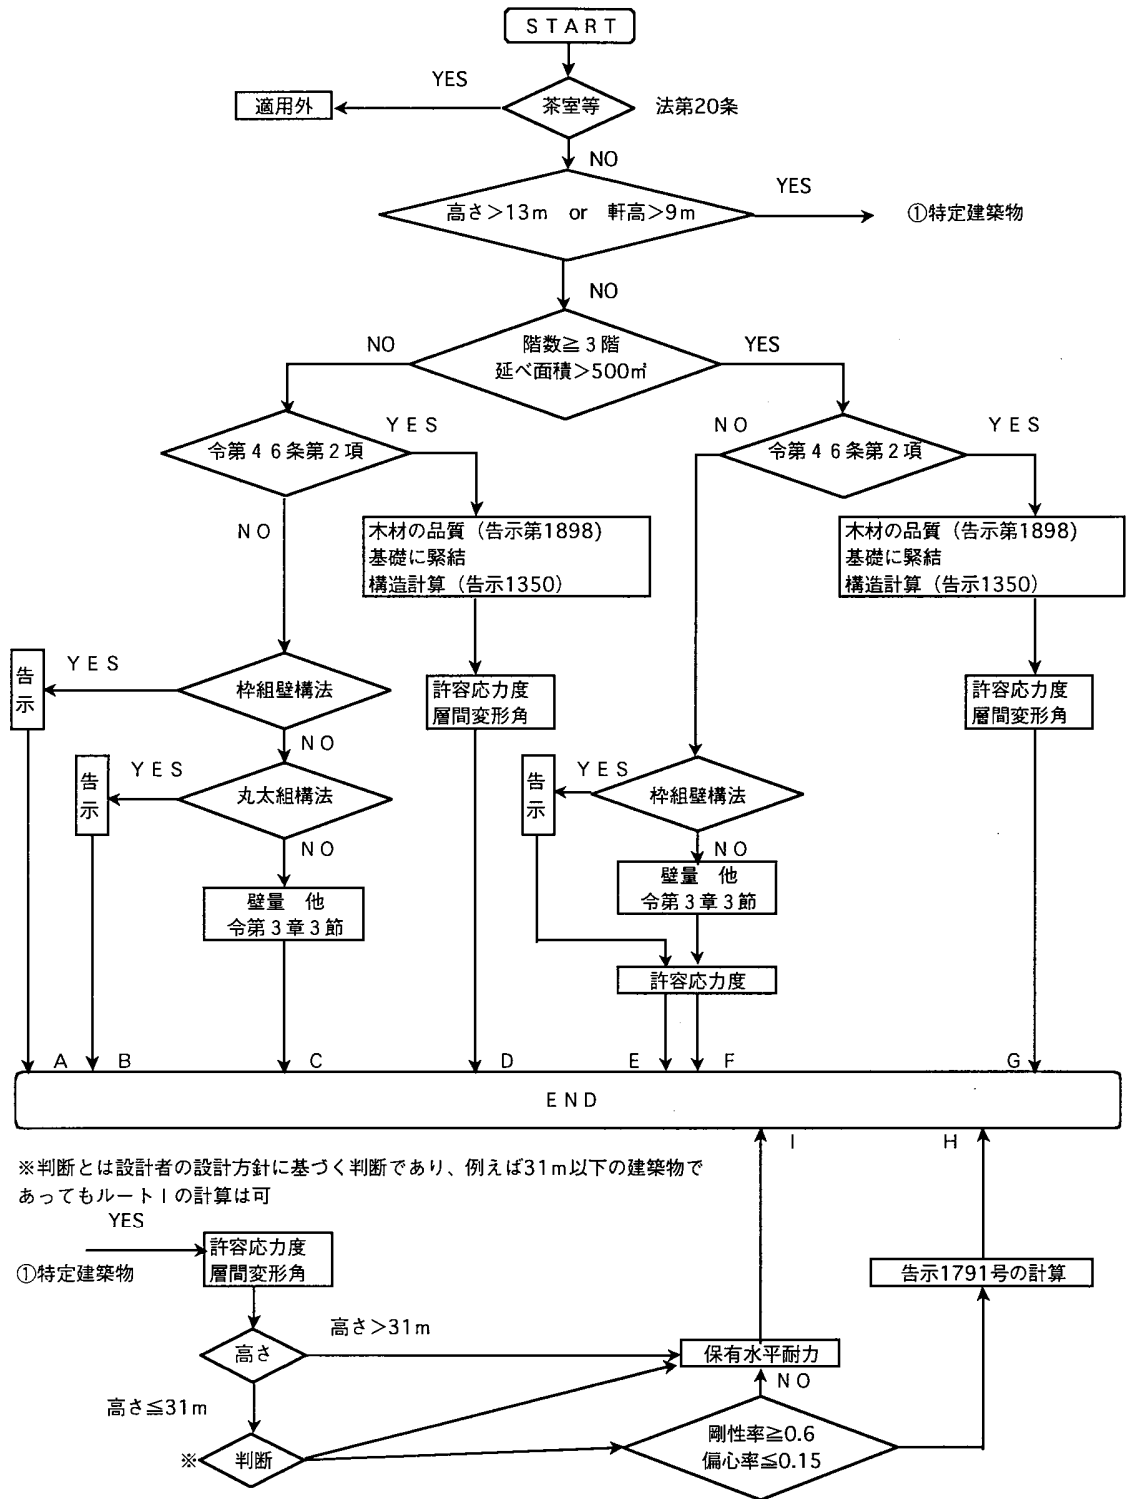 START
YES
適用外
茶室等
法第20条
NO
高さ>13m or 軒高>9m
YES
①特定建築物
NO
階数≧3階
延べ面積>500㎡
NO
YES
令第46条第2項
YES
NO
令第46条第2項
YES
NO
木材の品質（告示第1898)
基礎に緊結
構造計算（告示1350）
木材の品質（告示第1898)
基礎に緊結
構造計算（告示1350）
告示
YES
枠組壁構法
許容応力度
層間変形角
許容応力度
層間変形角
NO
告示
YES
丸太組構法
告示
YES
枠組壁構法
NO
NO
壁量 他
令第3章3節
壁量 他
令第3章3節
許容応力度
A
B
C
D
E
F
G
END
I
H
※判断とは設計者の設計方針に基づく判断であり、例えば31m以下の建築物で
あってもルートIの計算は可
YES
①特定建築物
許容応力度
層間変形角
告示1791号の計算
高さ>31m
高さ
保有水平耐力
NO
高さ≦31m
※
判断
剛性率≧0.6
偏心率≦0.15